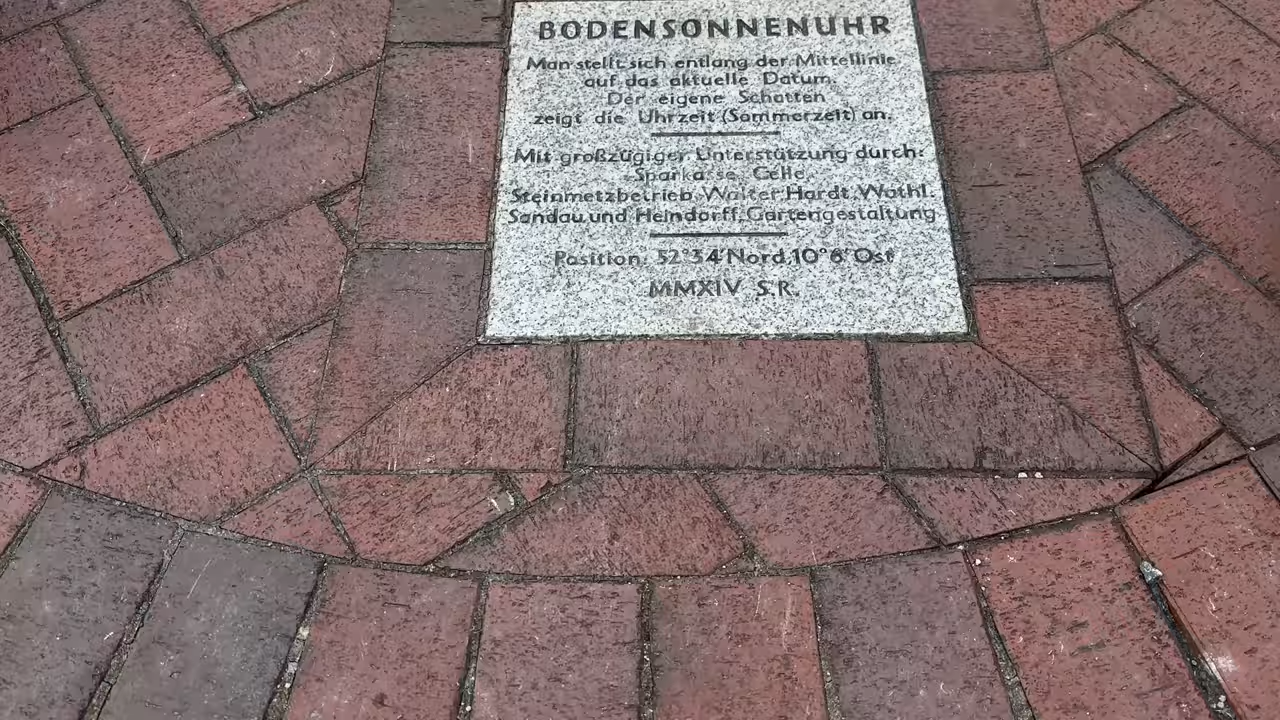 BODENSONNENUHR
Man stellt sich entlang der Mittellinie
auf das aktuelle Datum.
Der eigene Schatten
zeigt die Uhrzeit (Sommerzeit) an.
Mit großzügiger Unterstützung durch:
Sparkasse Celle,
Steinmetzbetrieb Walter Hardt, Wathl.
Sandau und Heindorff, Gartengestaltung
Position: 52°34' Nord, 10°6' Ost
MMXIV S.R.